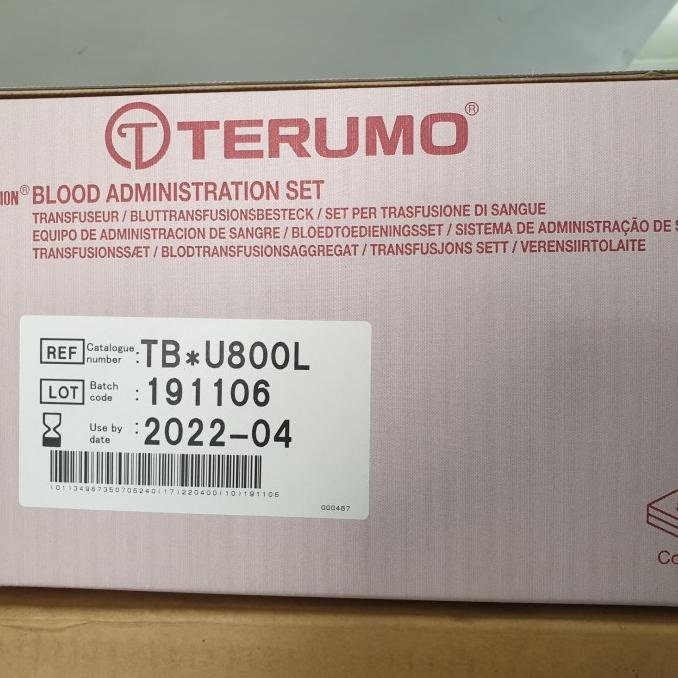 TERUMO®
ION® BLOOD ADMINISTRATION SET
TRANSFUSEUR / BLUTTRANSFUSIONSBESTECK / SET PER TRASFUSIONE DI SANGUE
EQUIPO DE ADMINISTRACION DE SANGRE / BLOEDTOEDIENINGSSET / SISTEMA DE ADMINISTRAÇÃO DE S
TRANSFUSIONSSÆT / BLODTRANSFUSIONSAGGREGAT / TRANSFUSJONS SETT / VERENSIIRTOLAITE
REF Catalogue number : TB*U800L
LOT Batch code : 191106
Use by date : 2022-04
(01)34987350706240(17)220400(10)191106
000467
Co